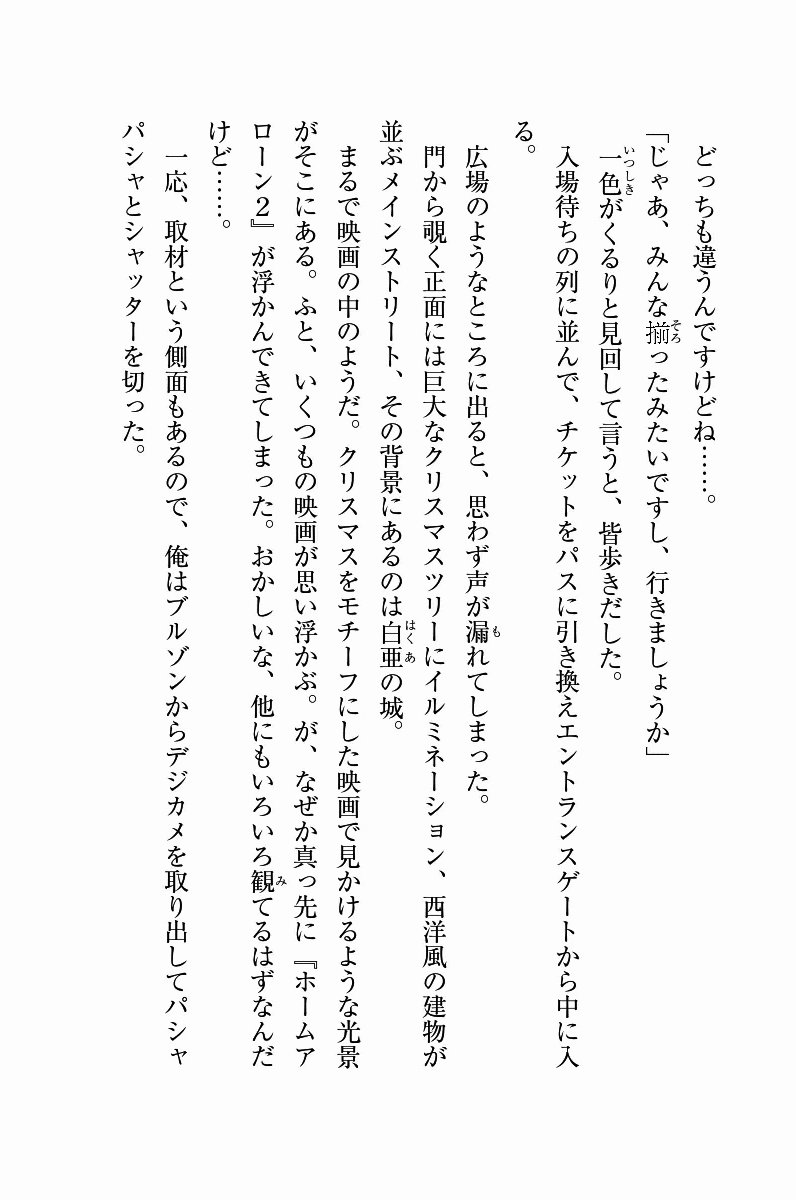 どっちも違うんですけどね……。
「じゃあ、みんな揃ったみたいですし、行きましょうか」
一色がくるりと見回して言うと、皆歩きだした。
入場待ちの列に並んで、チケットをパスに引き換えエントランスゲートから中に入
る。
広場のようなところに出ると、思わず声が漏れてしまった。
門から覗く正面には巨大なクリスマスツリーにイルミネーション、西洋風の建物が
並ぶメインストリート、その背景にあるのは白亜の城。
まるで映画の中のようだ。クリスマスをモチーフにした映画で見かけるような光景
がそこにある。ふと、いくつもの映画が思い浮かぶ。が、なぜか真っ先に『ホームア
ローン２』が浮かんできてしまった。おかしいな、他にもいろいろ観てるはずなんだ
けど……。
一応、取材という側面もあるので、俺はブルゾンからデジカメを取り出してパシャ
パシャとシャッターを切った。